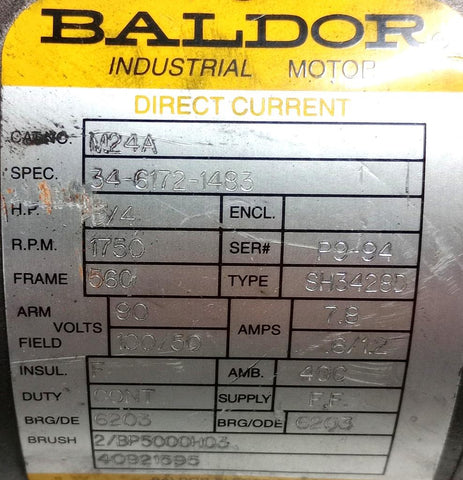 BALDOR
INDUSTRIAL MOTOR
DIRECT CURRENT
CAT.NO. M24A
SPEC. 34-6172-1483
H.P. /4 ENCL.
R.P.M. 1750 SER# P9-94
FRAME 56C TYPE SH3428D
ARM VOLTS 90 AMPS 7.8
FIELD 100/50 .6/1.2
INSUL. F AMB. 40C
DUTY CONT SUPPLY F.F.
BRG/DE 6203 BRG/ODE 6203
BRUSH 2/BP5000H03
40921595